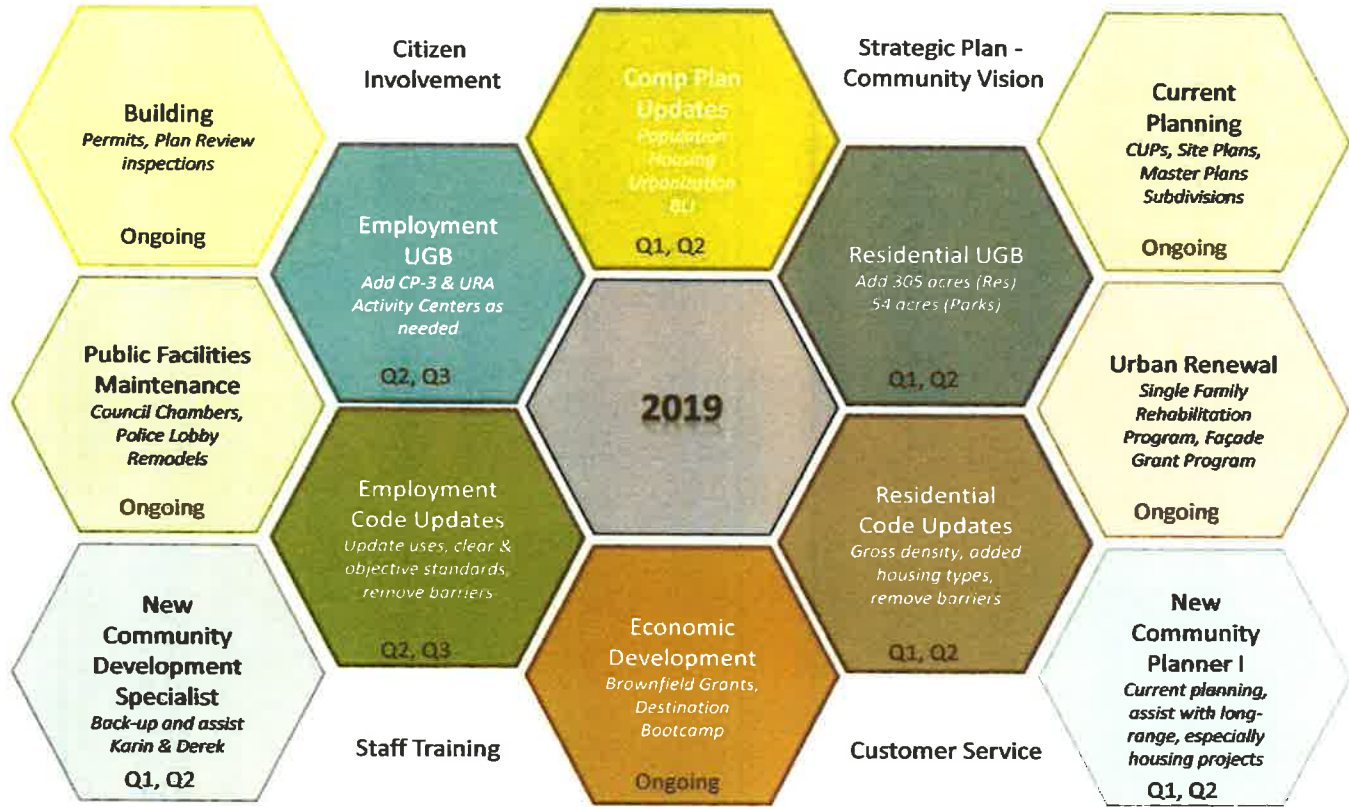 Citizen
Involvement
Strategic Plan -
Community Vision
Building
Permits, Plan Review
inspections
Ongoing
Comp Plan
Updates
Population
Housing
Urbanization
BLI
Q1, Q2
Current
Planning
CUPs, Site Plans,
Master Plans
Subdivisions
Ongoing
Employment
UGB
Add CP-3 & URA
Activity Centers as
needed
Q2, Q3
Residential UGB
Add 305 acres (Res)
54 acres (Parks)
Q1, Q2
Public Facilities
Maintenance
Council Chambers,
Police Lobby
Remodels
Ongoing
2019
Urban Renewal
Single Family
Rehabilitation
Program, Façade
Grant Program
Ongoing
Employment
Code Updates
Update uses, clear &
objective standards,
remove barriers
Q2, Q3
Residential
Code Updates
Gross density, added
housing types,
remove barriers
Q1, Q2
New
Community
Development
Specialist
Back-up and assist
Karin & Derek
Q1, Q2
Economic
Development
Brownfield Grants,
Destination
Bootcamp
Ongoing
New
Community
Planner I
Current planning,
assist with long-
range, especially
housing projects
Q1, Q2
Staff Training
Customer Service